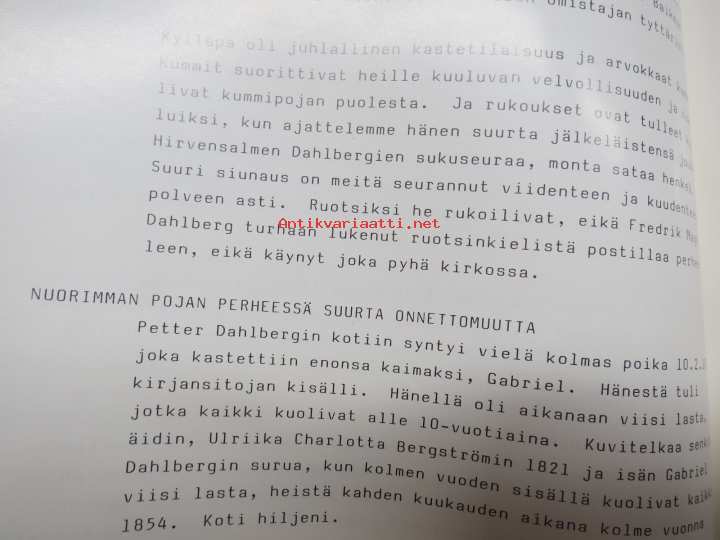 omistajan tyttären
Kyllepä oli juhlallinen kastetilaisuus ja arvokkaat
kummit suorittivat heille kuuluvan velvollisuuden ja
livat kummipojan puolesta. Ja rukoukset ovat tulleet
luiksi, kun ajattelemme hänen suurta jälkeläistensä
Hirvensalmen Dahlbergien sukuseuraa, monta sataa
Suuri siunaus on meitä seurannut viidenteen ja
polveen asti. Ruotsiksi he rukoilivat, eikä Fredrik
Antikvariaatti.net
Dahlberg turhaan lukenut ruotsinkielistä postillaa
leen, eikä käynyt joka pyhä kirkossa.
NUORIMMAN POJAN PERHEESSÄ SUURTA ONNETTOMUUTTA
Petter Dahlbergin kotiin syntyi vielä kolmas poika 10.2.
joka kastettiin enonsa kaimaksi, Gabriel. Hänestä tuli
kirjansitojan kisälli. Hänellä oli aikanaan viisi lasta,
jotka kaikki kuolivat alle 10-vuotiaina. Kuvitelkaa
äidin, Ulriika Charlotta Bergströmin 1821 ja isän Gabriel
Dahlbergin surua, kun kolmen vuoden sisällä kuolivat
viisi lasta, heistä kahden kuukauden aikana kolme vuonna
1854. Koti hiljeni.